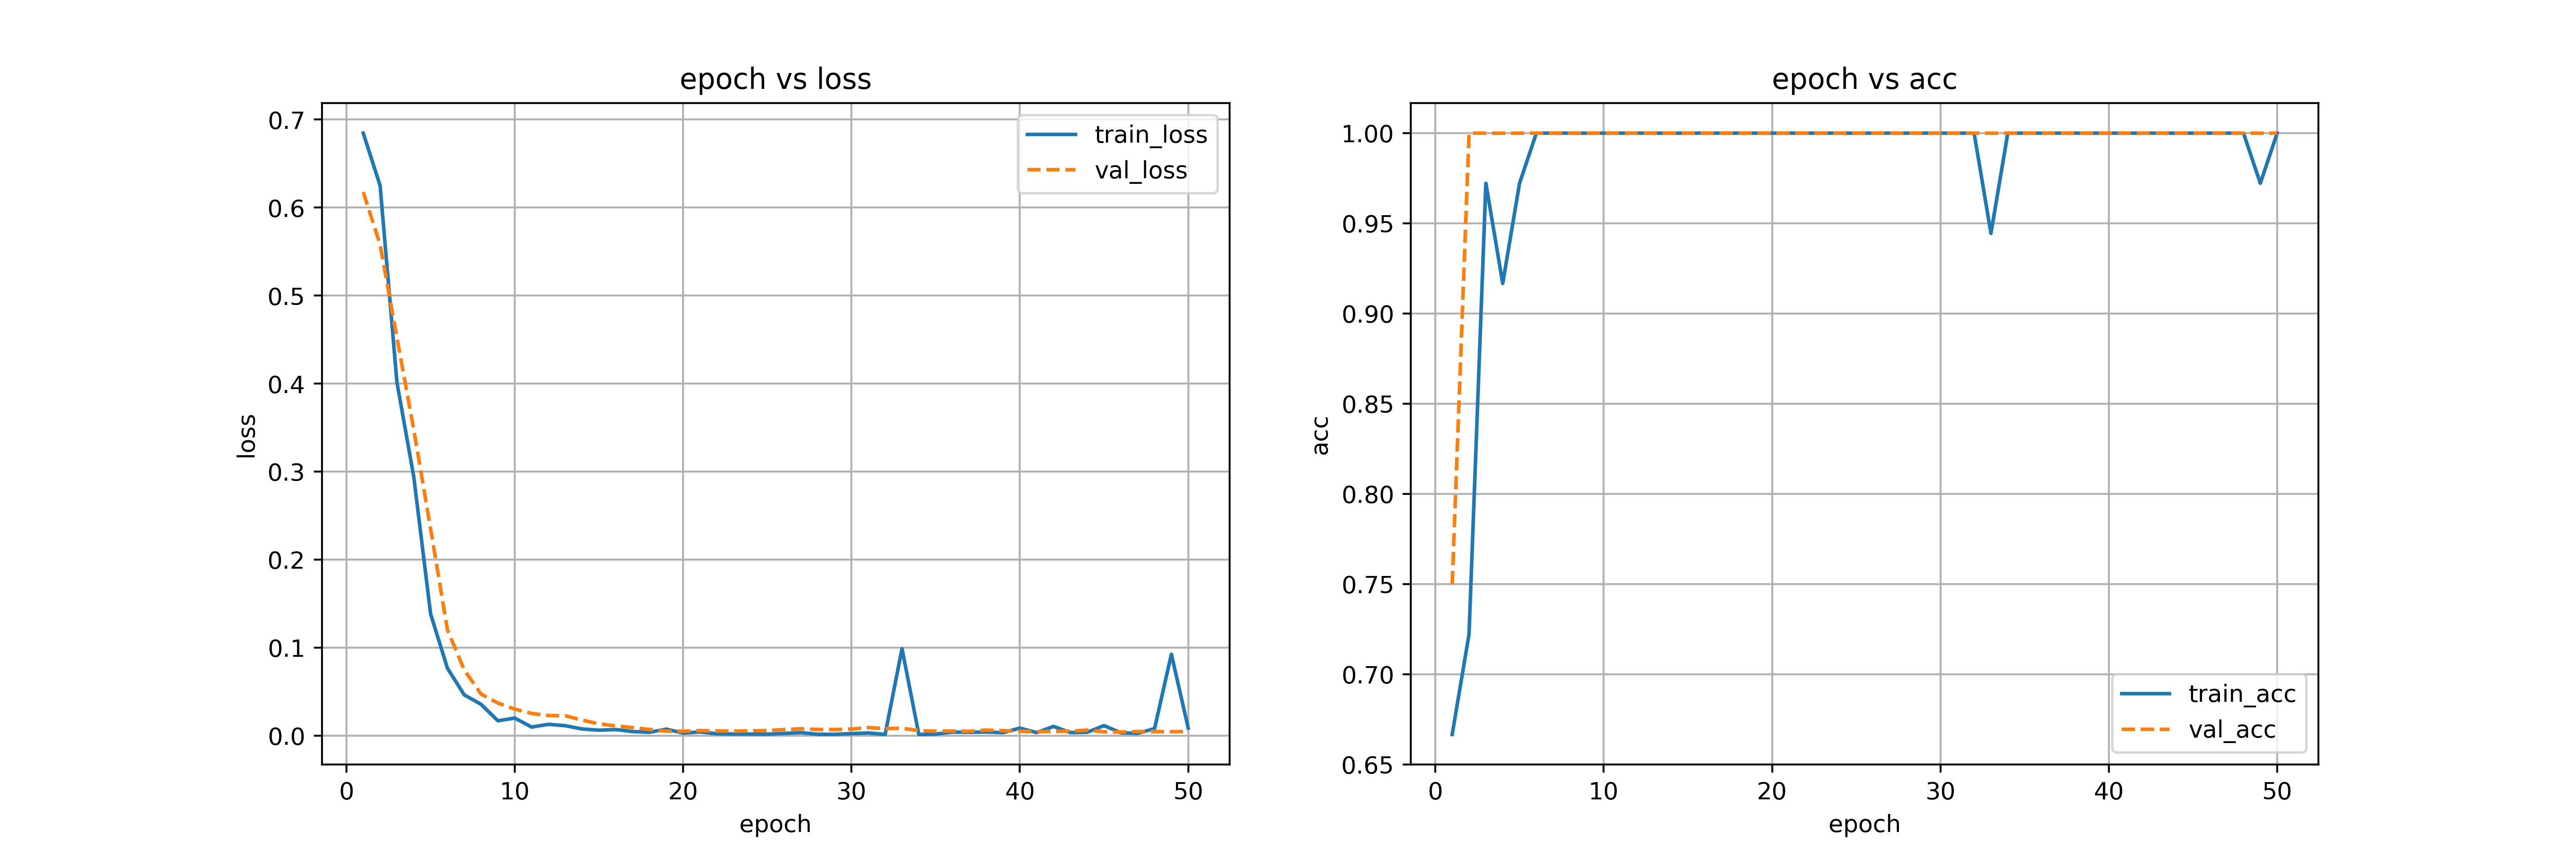 epoch vs loss
0.7
0.6
0.5
0.4
0.3
0.2
0.1
0.0
loss
0 10 20 30 40 50
epoch
train_loss
val_loss
epoch vs acc
1.00
0.95
0.90
0.85
0.80
0.75
0.70
0.65
acc
0 10 20 30 40 50
epoch
train_acc
val_acc